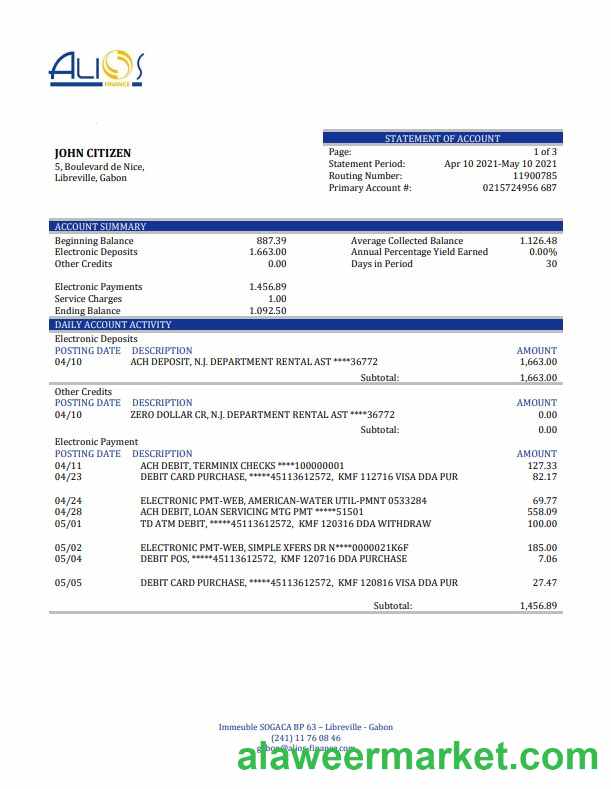 ALIOS
FINANCE
STATEMENT OF ACCOUNT
JOHN CITIZEN
5, Boulevard de Nice,
Libreville, Gabon
Page: 1 of 3
Statement Period: Apr 10 2021-May 10 2021
Routing Number: 11900785
Primary Account #: 0215724956 687
ACCOUNT SUMMARY
Beginning Balance 887.39 Average Collected Balance 1.126.48
Electronic Deposits 1.663.00 Annual Percentage Yield Earned 0.00%
Other Credits 0.00 Days in Period 30
Electronic Payments 1.456.89
Service Charges 1.00
Ending Balance 1.092.50
DAILY ACCOUNT ACTIVITY
Electronic Deposits
POSTING DATE DESCRIPTION AMOUNT
04/10 ACH DEPOSIT, N.J. DEPARTMENT RENTAL AST ****36772 1,663.00
Subtotal: 1,663.00
Other Credits
POSTING DATE DESCRIPTION AMOUNT
04/10 ZERO DOLLAR CR, N.J. DEPARTMENT RENTAL AST ****36772 0.00
Subtotal: 0.00
Electronic Payment
POSTING DATE DESCRIPTION AMOUNT
04/11 ACH DEBIT, TERMINIX CHECKS ****100000001 127.33
04/23 DEBIT CARD PURCHASE, *****45113612572, KMF 112716 VISA DDA PUR 82.17
04/24 ELECTRONIC PMT-WEB, AMERICAN-WATER UTIL-PMNT 0533284 69.77
04/28 ACH DEBIT, LOAN SERVICING MTG PMT *****51501 558.09
05/01 TD ATM DEBIT, *****45113612572, KMF 120316 DDA WITHDRAW 100.00
05/02 ELECTRONIC PMT-WEB, SIMPLE XFERS DR N****0000021K6F 185.00
05/04 DEBIT POS, *****45113612572, KMF 120716 DDA PURCHASE 7.06
05/05 DEBIT CARD PURCHASE, *****45113612572, KMF 120816 VISA DDA PUR 27.47
Subtotal: 1,456.89
Immeuble SOGACA BP 63 – Libreville - Gabon
(241) 11 76 08 46
gabon@alios-finance.com
alaweermarket.com